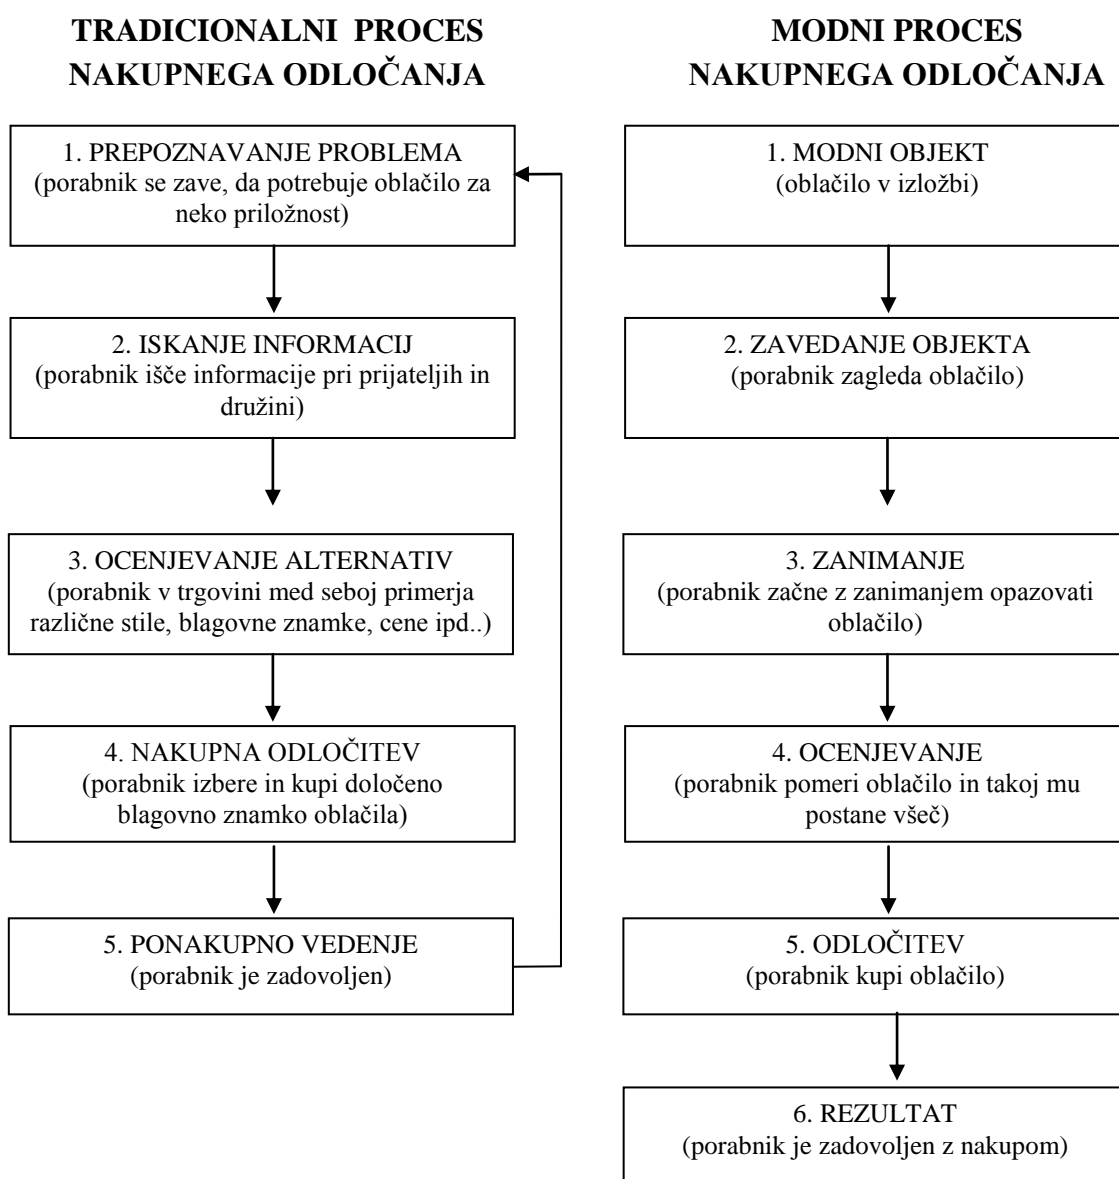 TRADICIONALNI PROCES
NAKUPNEGA ODLOČANJA
1. PREPOZNAVANJE PROBLEMA
(porabnik se zave, da potrebuje oblačilo za
neko priložnost)
2. ISKANJE INFORMACIJ
(porabnik išče informacije pri prijateljih in
družini)
3. OCENJEVANJE ALTERNATIV
(porabnik v trgovini med seboj primerja
različne stile, blagovne znamke, cene ipd..)
4. NAKUPNA ODLOČITEV
(porabnik izbere in kupi določeno
blagovno znamko oblačila)
5. PONAKUPNO VEDENJE
(porabnik je zadovoljen)
MODNI PROCES
NAKUPNEGA ODLOČANJA
1. MODNI OBJEKT
(oblačilo v izložbi)
2. ZAVEDANJE OBJEKTA
(porabnik zagleda oblačilo)
3. ZANIMANJE
(porabnik začne z zanimanjem opazovati
oblačilo)
4. OCENJEVANJE
(porabnik pomeri oblačilo in takoj mu
postane všeč)
5. ODLOČITEV
(porabnik kupi oblačilo)
6. REZULTAT
(porabnik je zadovoljen z nakupom)